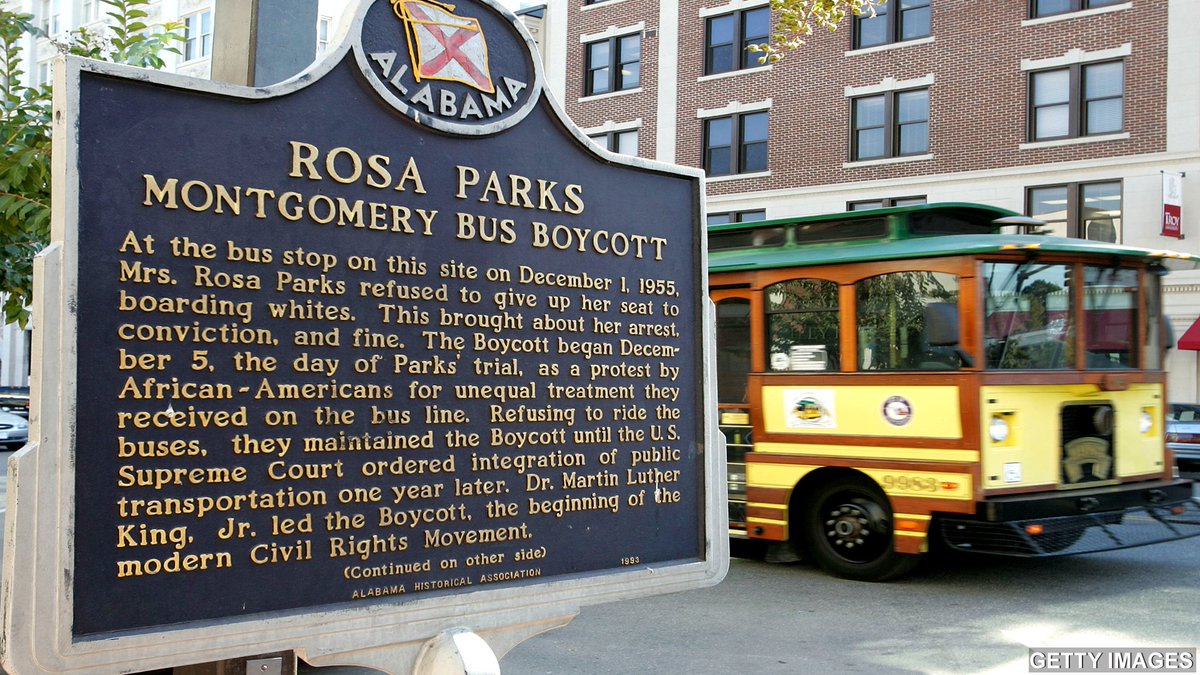 ALABAMA
ROSA PARKS
MONTGOMERY BUS BOYCOTT
At the bus stop on this site on December 1, 1955,
Mrs. Rosa Parks refused to give up her seat to
boarding whites. This brought about her arrest,
conviction, and fine. The Boycott began Decem-
ber 5, the day of Parks' trial, as a protest by
African-Americans for unequal treatment they
received on the bus line. Refusing to ride the
buses, they maintained the Boycott until the U.S.
Supreme Court ordered integration of public
transportation one year later. Dr. Martin Luther
King, Jr. led the Boycott, the beginning of the
modern Civil Rights Movement.
(Continued on other side)
ALABAMA HISTORICAL ASSOCIATION
1993
TROY
9983
GETTY IMAGES